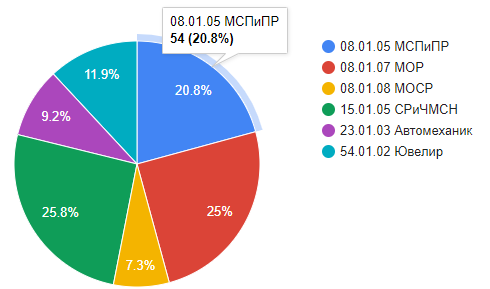 08.01.05 МСПиПР
54 (20.8%)
11.9%
20.8%
9.2%
25.8%
25%
7.3%
08.01.05 МСПиПР
08.01.07 МОР
08.01.08 МОСР
15.01.05 СРиЧМСН
23.01.03 Автомеханик
54.01.02 Ювелир